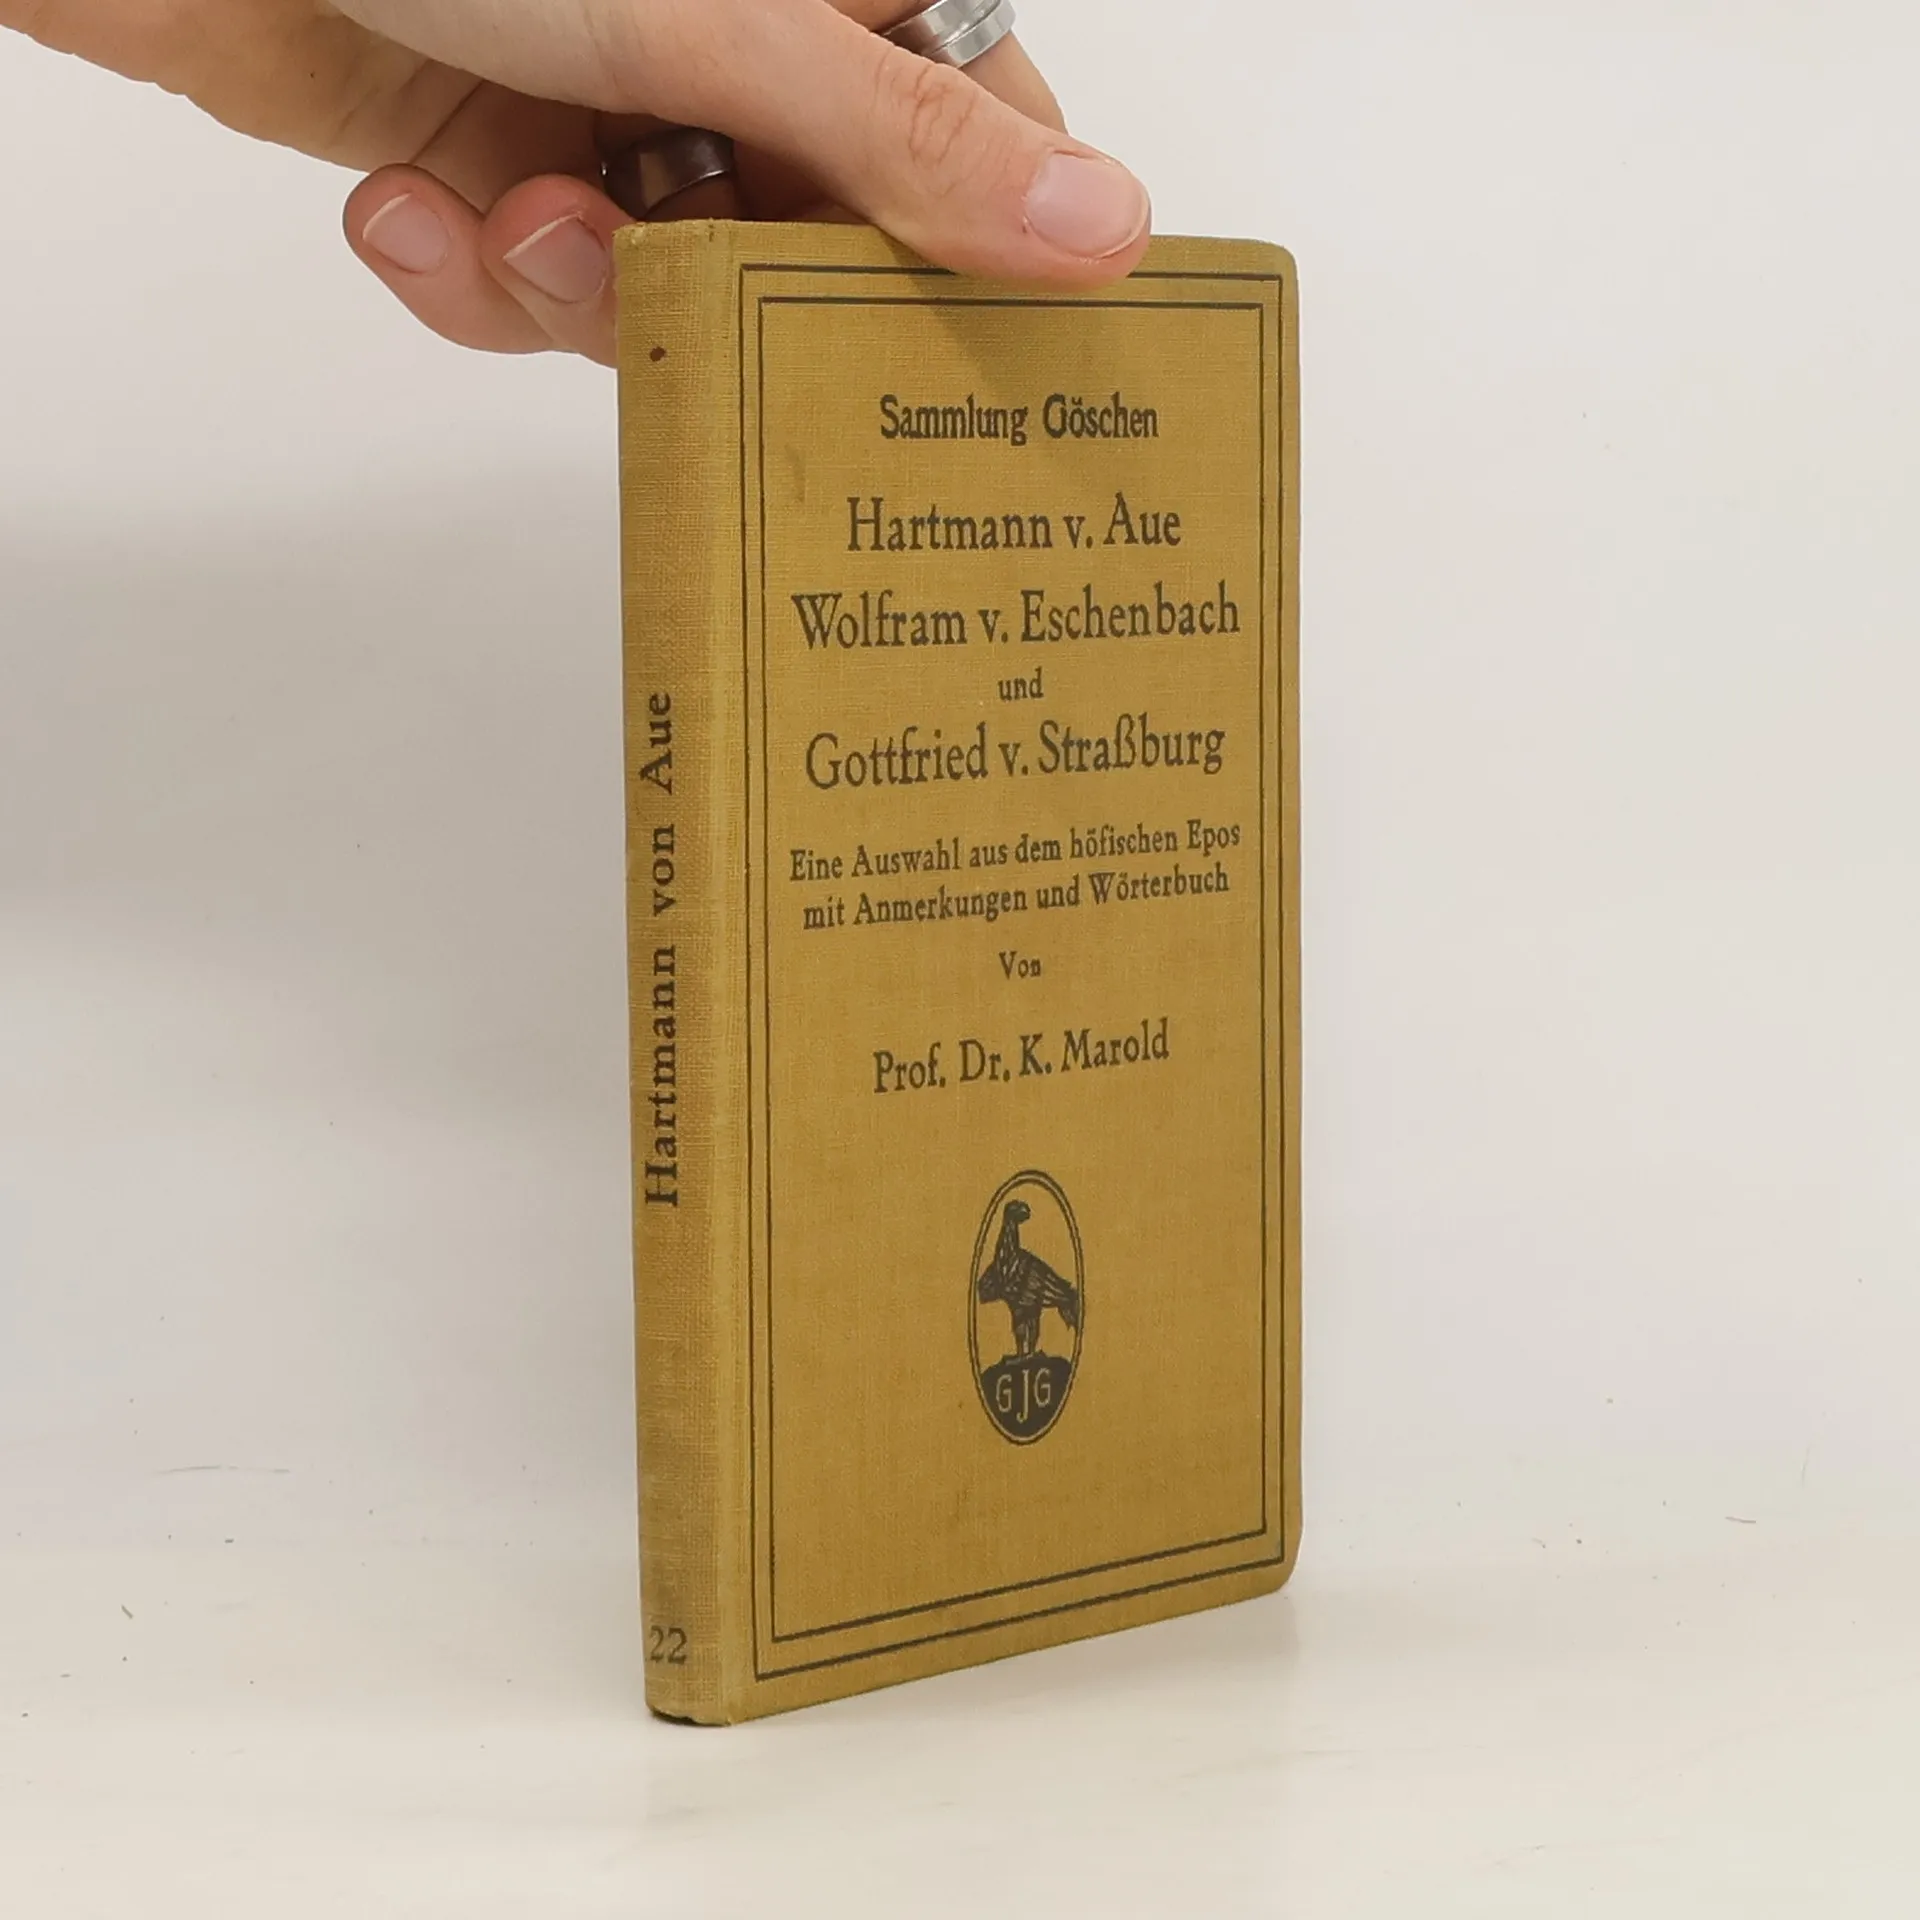 Sammlung Göschen
Hartmann v. Aue
Wolfram v. Eschenbach
und
Gottfried v. Straßburg
Eine Auswahl aus dem höfischen Epos
mit Anmerkungen und Wörterbuch
Von
Prof. Dr. K. Marold
GJG
Hartmann von Aue
22